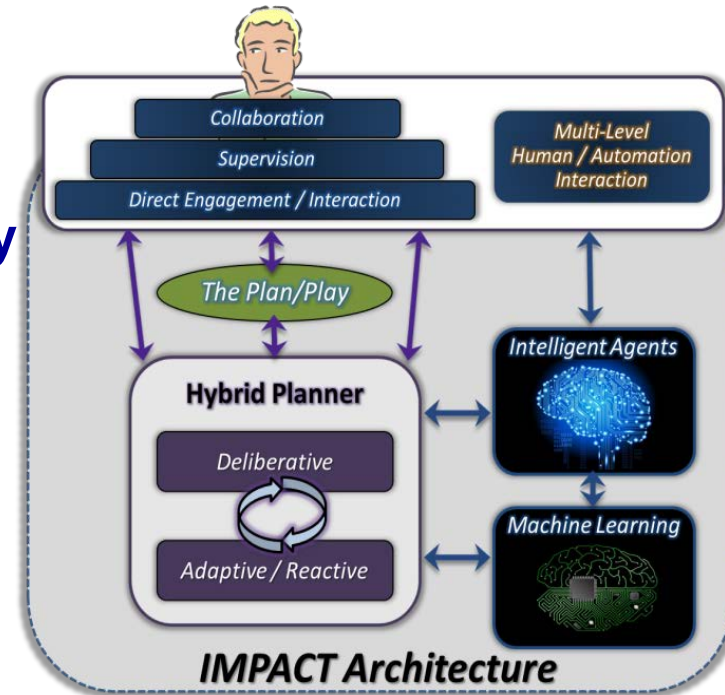 Collaboration
Supervision
Direct Engagement / Interaction
Multi-Level
Human / Automation
Interaction
y
The Plan/Play
Hybrid Planner
Deliberative
Adaptive / Reactive
Intelligent Agents
Machine Learning
IMPACT Architecture